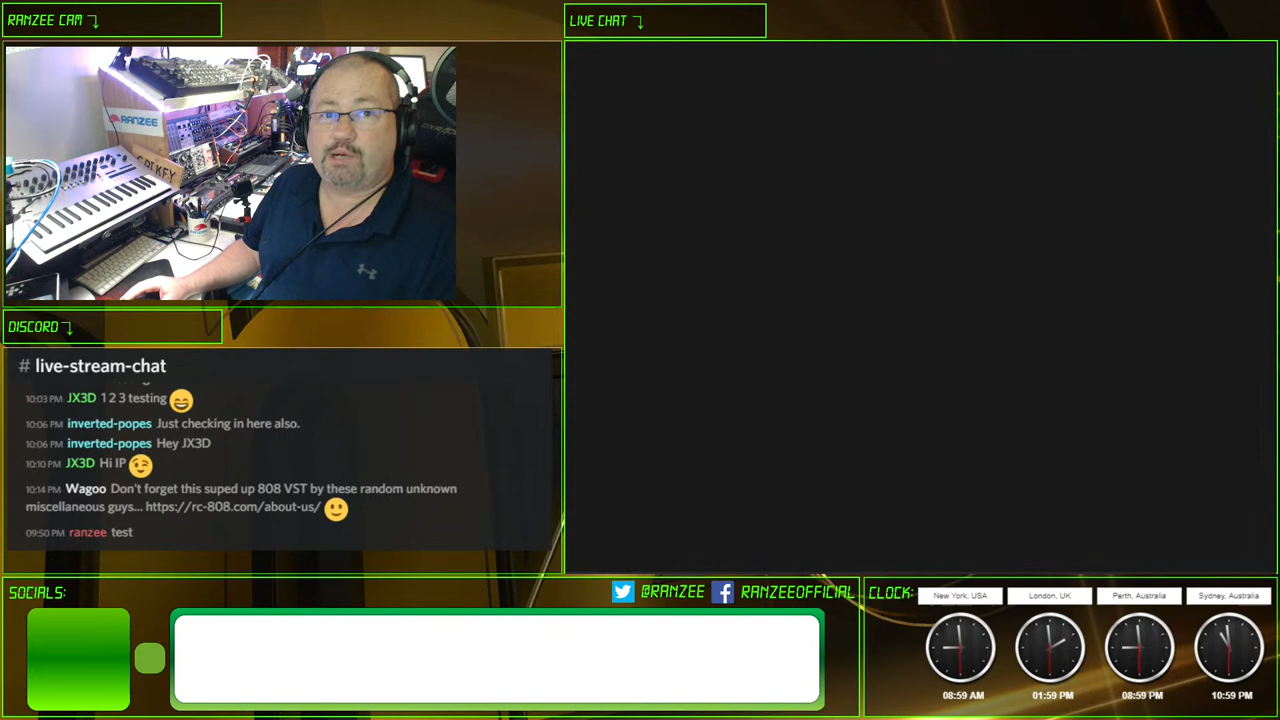 RANZEE CAM
LIVE CHAT
RANZEE
DISCORD
# live-stream-chat
10:03 PM JX3D 1 2 3 testing
10:06 PM inverted-popes Just checking in here also.
10:06 PM inverted-popes Hey JX3D
10:10 PM JX3D Hi IP
10:14 PM Wagoo Don't forget this suped up 808 VST by these random unknown
miscellaneous guys... https://rc-808.com/about-us/
09:50 PM ranzee test
SOCIALS:
@RANZEE
RANZEEOFFICIAL
CLOCK:
New York, USA
London, UK
Perth, Australia
Sydney, Australia
08:59 AM
01:59 PM
08:59 PM
10:59 PM